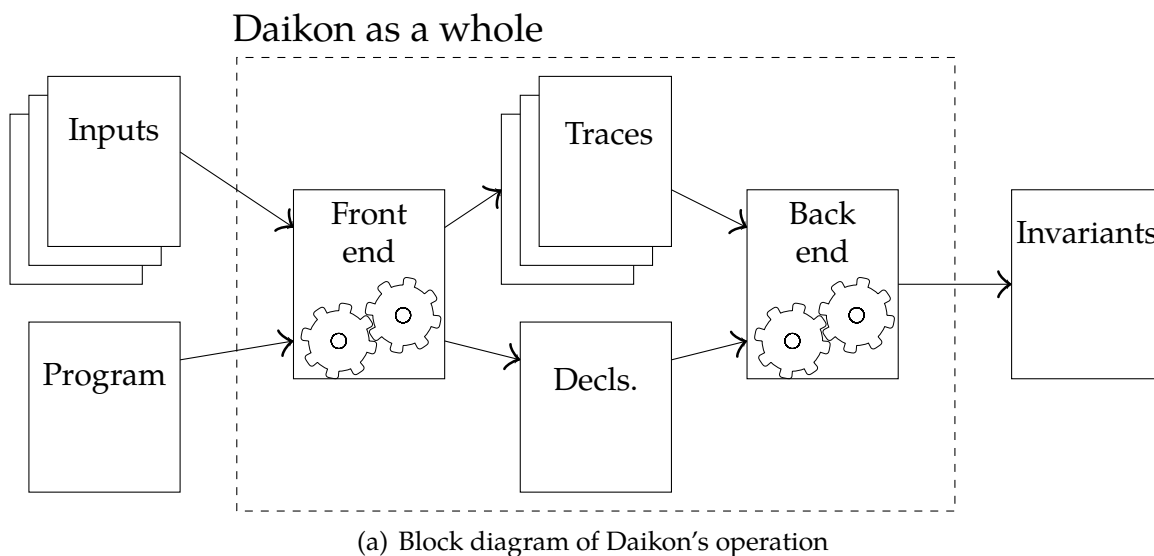 Daikon as a whole
Inputs
Traces
Front
end
Back
end
Invariants
Program
Decls.
(a) Block diagram of Daikon's operation